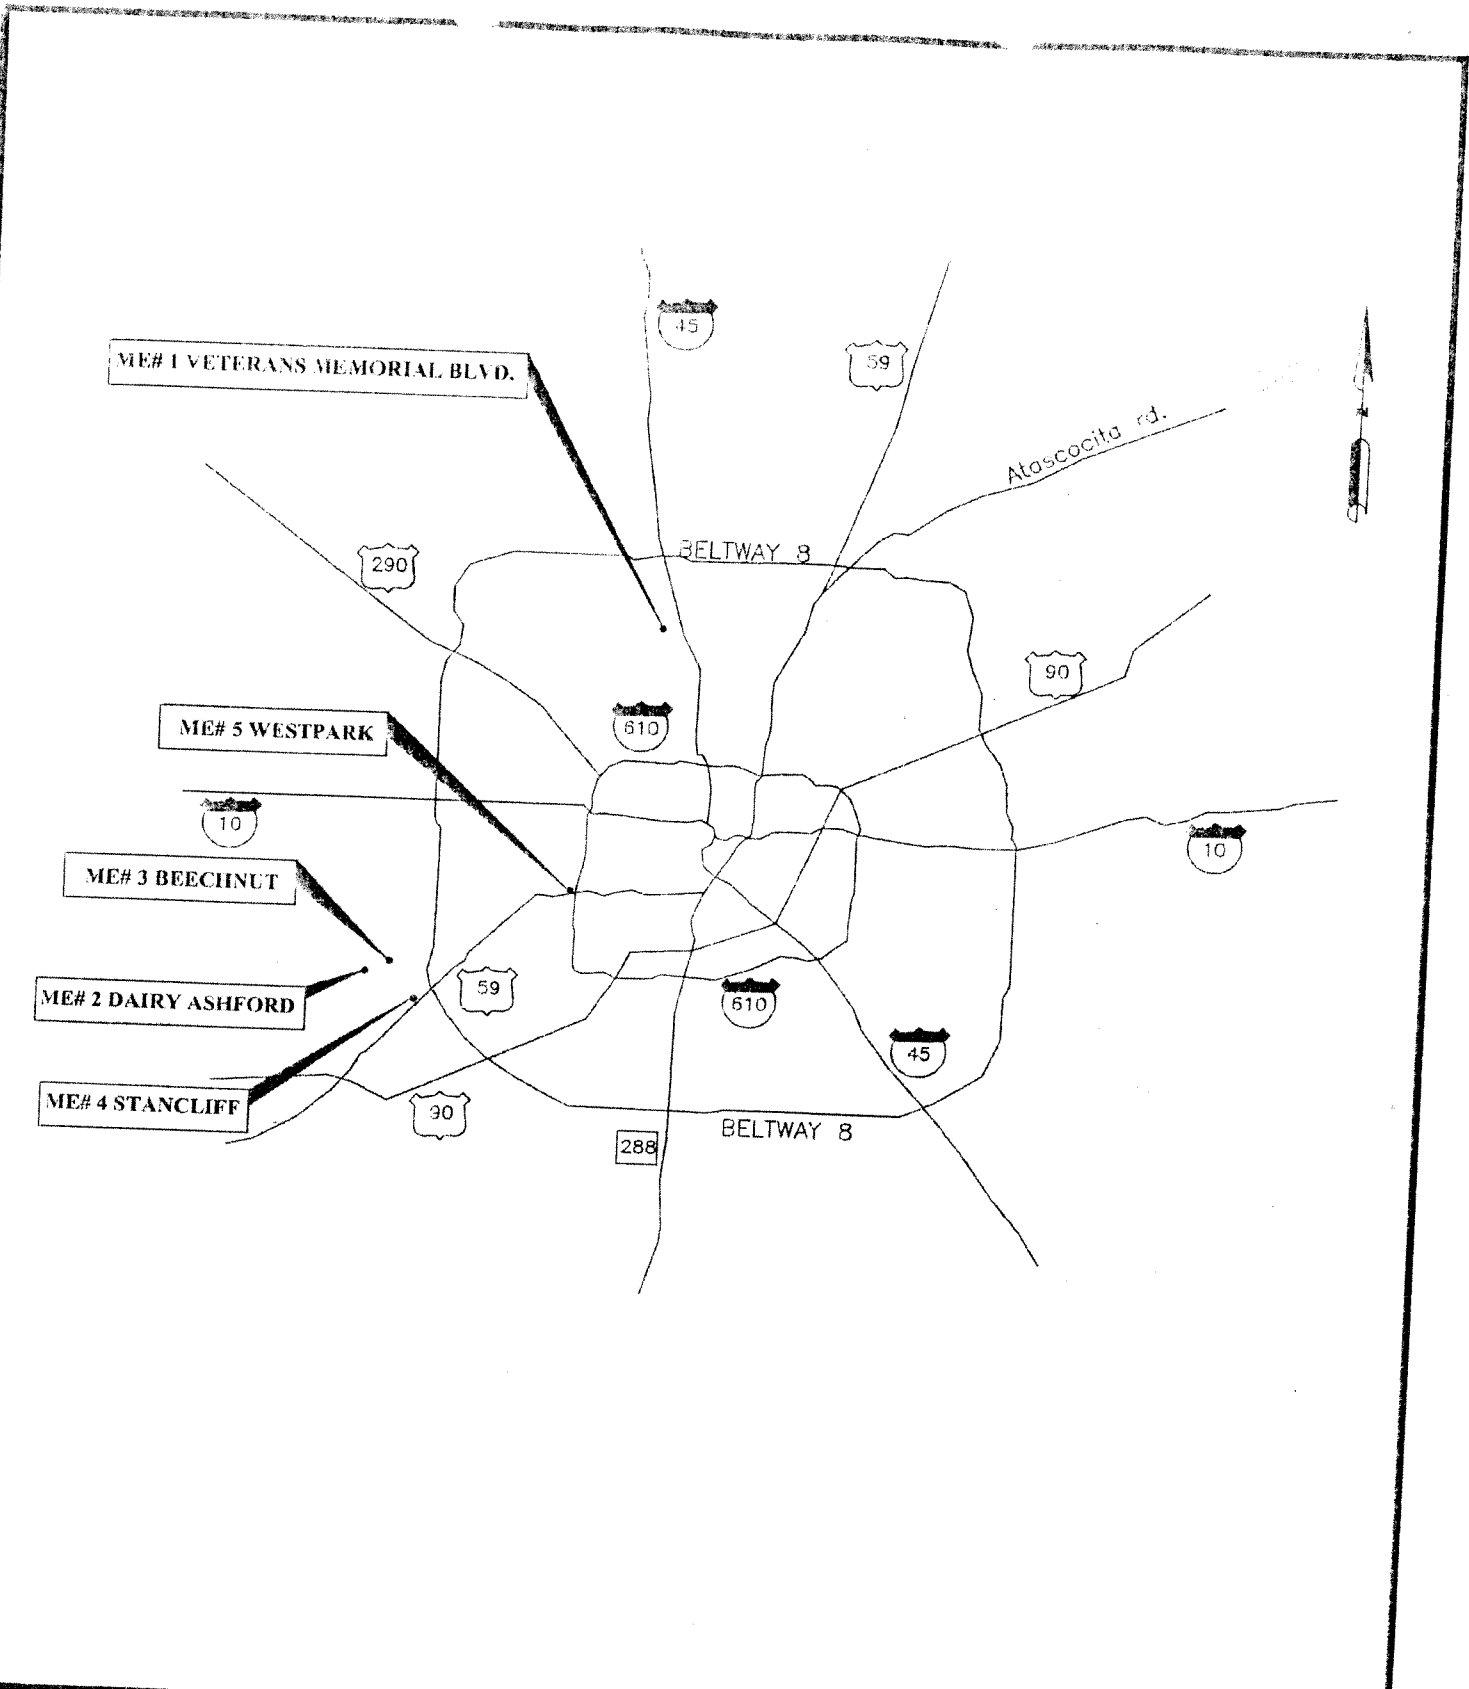 45
59
ME# 1 VETERANS MEMORIAL BLVD.
Atascocita rd.
N
BELTWAY 8
290
90
610
ME# 5 WESTPARK
10
10
ME# 3 BEECHNUT
59
ME# 2 DAIRY ASHFORD
610
45
ME# 4 STANCLIFF
90
BELTWAY 8
288